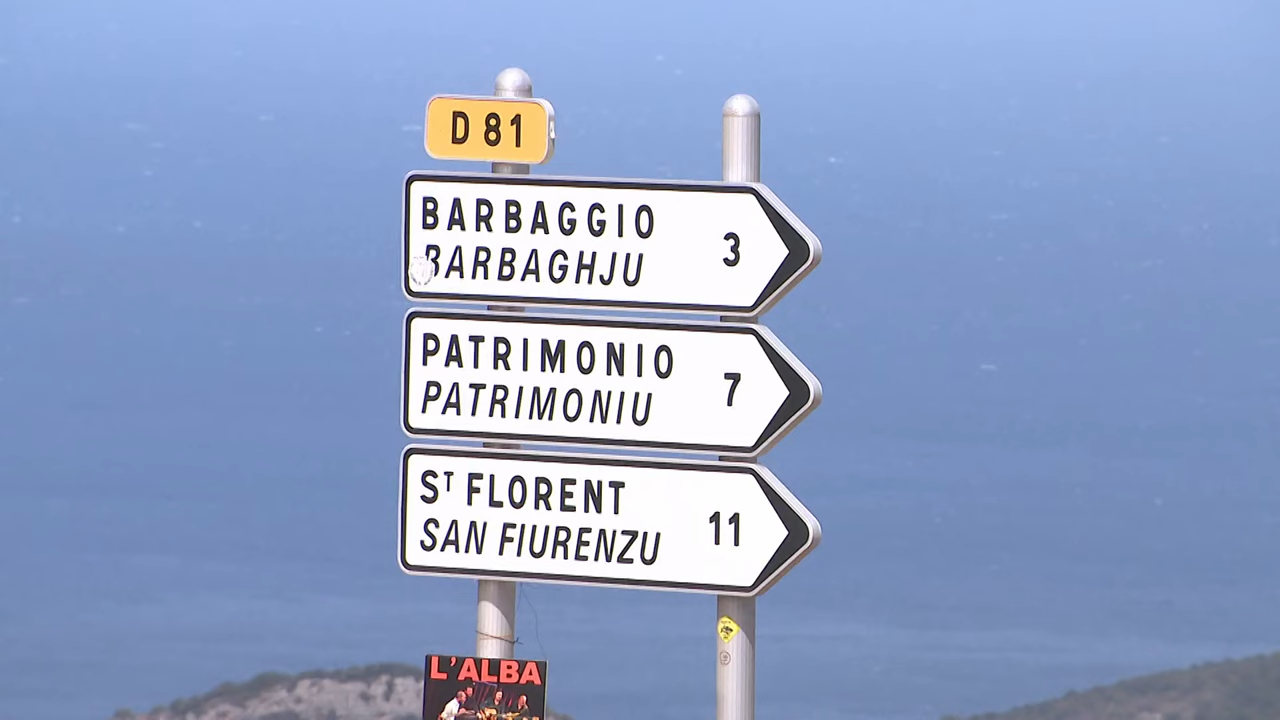 D 81
BARBAGGIO 3
BARBAGHJU
PATRIMONIO 7
PATRIMONIU
ST FLORENT 11
SAN FIURENZU
L'ALBA